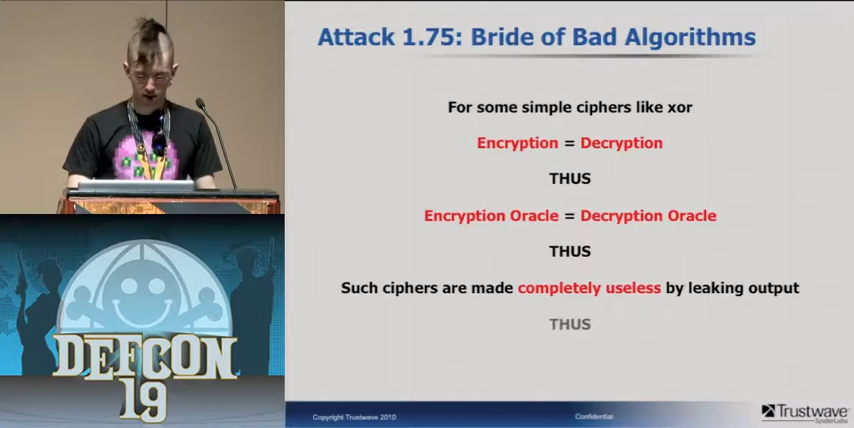 Attack 1.75: Bride of Bad Algorithms
For some simple ciphers like xor
Encryption = Decryption
THUS
Encryption Oracle = Decryption Oracle
THUS
Such ciphers are made completely useless by leaking output
THUS
DEFCON
19
Copyright Trustwave 2010
Confidential
Trustwave®
SpiderLabs